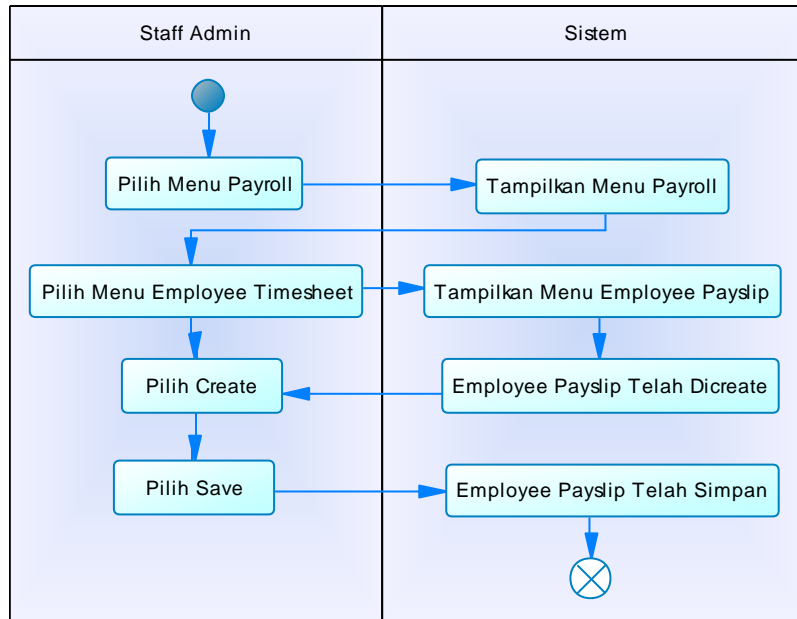 Staff Admin
Sistem
Pilih Menu Payroll
Tampilkan Menu Payroll
Pilih Menu Employee Timesheet
Tampilkan Menu Employee Payslip
Pilih Create
Employee Payslip Telah Dicreate
Pilih Save
Employee Payslip Telah Simpan